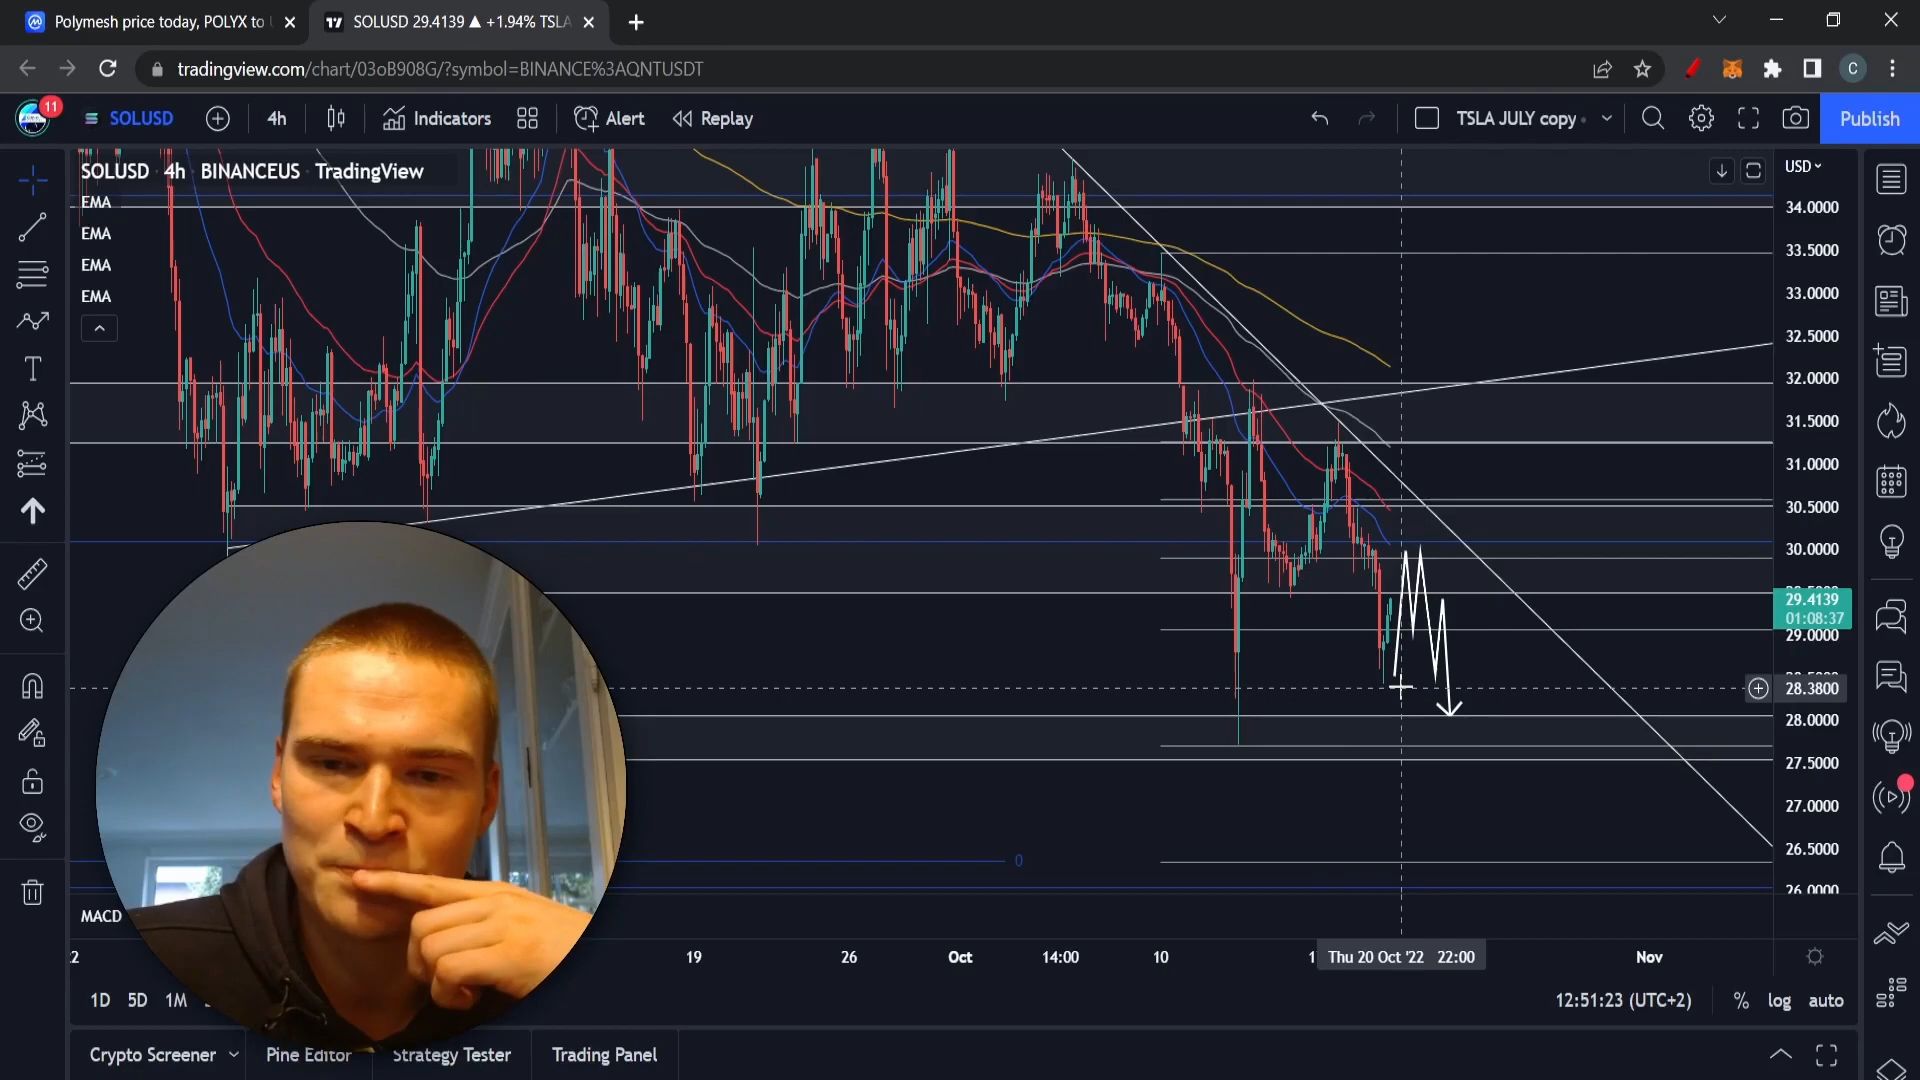 Polymesh price today, POLYX to
SOLUSD 29.4139 ▲ +1.94% TSLA
tradingview.com/chart/03oB908G/?symbol=BINANCE%3AQNTUSDT
C
11
SOLUSD
4h
Indicators
Alert
Replay
TSLA JULY copy
Publish
SOLUSD 4h BINANCEUS TradingView
USD
EMA
EMA
EMA
EMA
34.0000
33.5000
33.0000
32.5000
32.0000
31.5000
31.0000
30.5000
30.0000
29.4139
01:08:37
29.0000
28.3800
28.0000
27.5000
27.0000
26.5000
26.0000
0
MACD
19
26
Oct
14:00
10
Thu 20 Oct '22 22:00
Nov
1D 5D 1M
12:51:23 (UTC+2)
% log auto
Crypto Screener
Pine Editor
Strategy Tester
Trading Panel